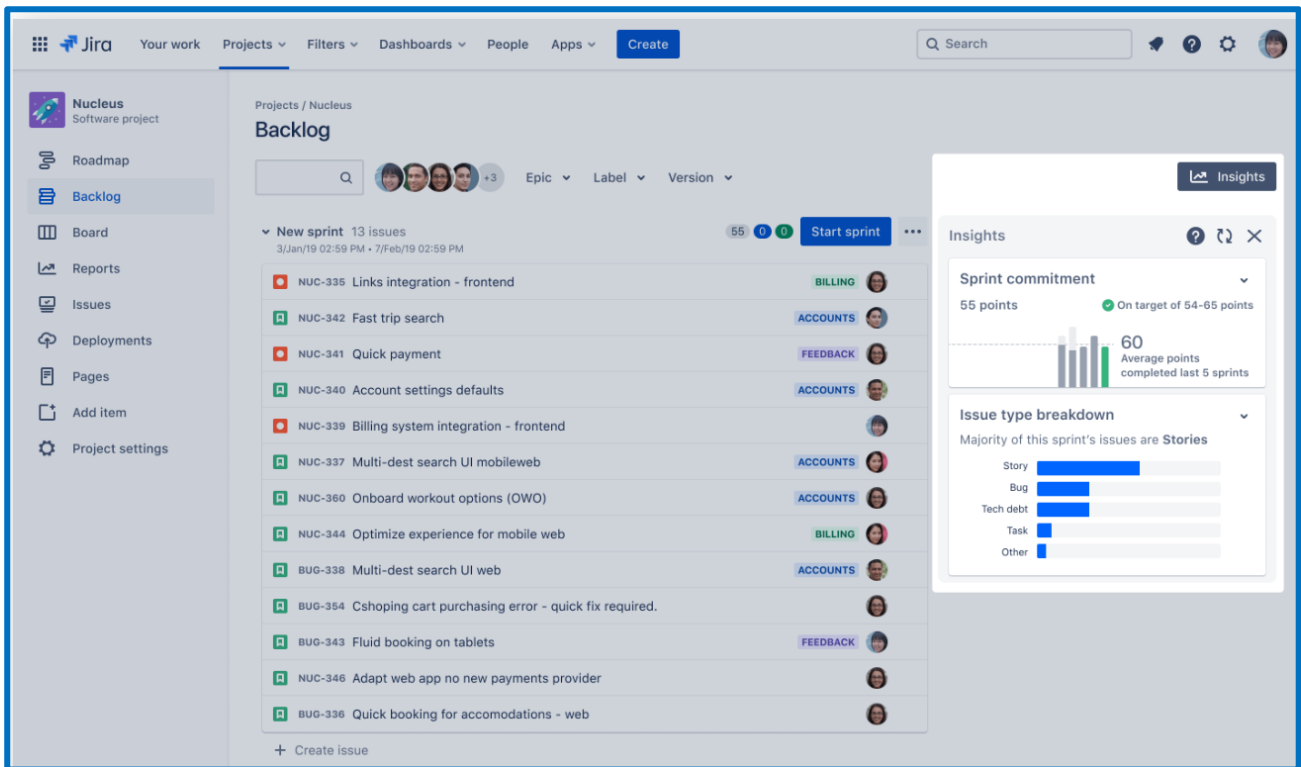 Jira Your work Projects Filters Dashboards People Apps Create Search
Nucleus
Software project
Roadmap
Backlog
Board
Reports
Issues
Deployments
Pages
Add item
Project settings
Projects / Nucleus
Backlog
+3 Epic Label Version
New sprint 13 issues 55 0 0 Start sprint
3/Jan/19 02:59 PM • 7/Feb/19 02:59 PM
NUC-335 Links integration - frontend BILLING
NUC-342 Fast trip search ACCOUNTS
NUC-341 Quick payment FEEDBACK
NUC-340 Account settings defaults ACCOUNTS
NUC-339 Billing system integration - frontend
NUC-337 Multi-dest search UI mobileweb ACCOUNTS
NUC-360 Onboard workout options (OWO) ACCOUNTS
NUC-344 Optimize experience for mobile web BILLING
BUG-338 Multi-dest search UI web ACCOUNTS
BUG-354 Cshoping cart purchasing error - quick fix required.
BUG-343 Fluid booking on tablets FEEDBACK
NUC-346 Adapt web app no new payments provider
BUG-336 Quick booking for accomodations - web
+ Create issue
Insights
Insights
Sprint commitment
55 points On target of 54-65 points
60
Average points
completed last 5 sprints
Issue type breakdown
Majority of this sprint's issues are Stories
Story
Bug
Tech debt
Task
Other